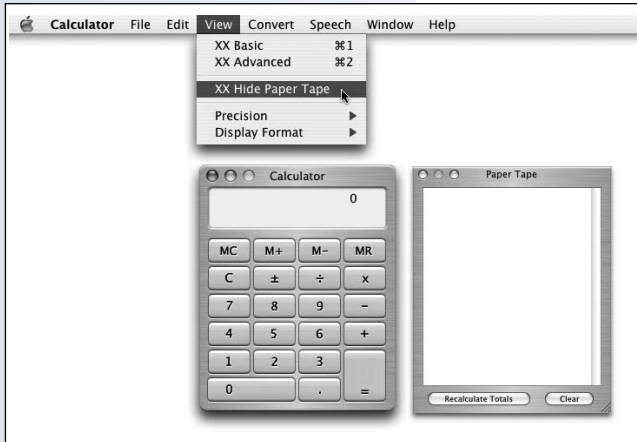 Calculator File Edit View Convert Speech Window Help
XX Basic ⌘1
XX Advanced ⌘2
XX Hide Paper Tape
Precision ▶
Display Format ▶
Calculator
0
MC M+ M- MR
C ± ÷ x
7 8 9 -
4 5 6 +
1 2 3
0 . =
Paper Tape
Recalculate Totals Clear